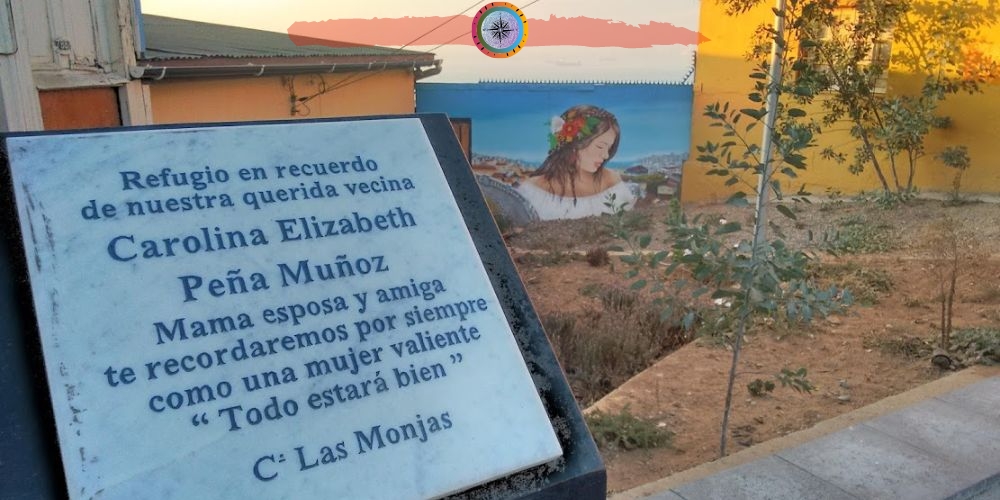 Refugio en recuerdo
de nuestra querida vecina
Carolina Elizabeth
Peña Muñoz
Mama esposa y amiga
te recordaremos por siempre
como una mujer valiente
“ Todo estará bien ”
Cª Las Monjas